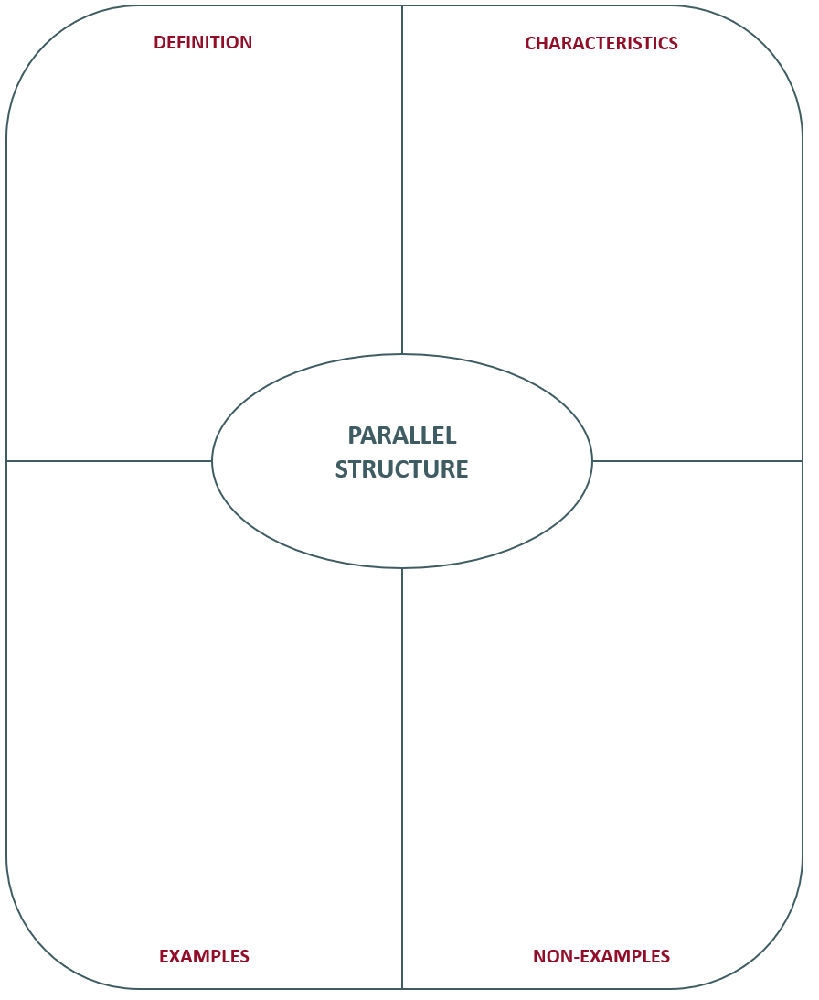 DEFINITION
CHARACTERISTICS
PARALLEL
STRUCTURE
EXAMPLES
NON-EXAMPLES